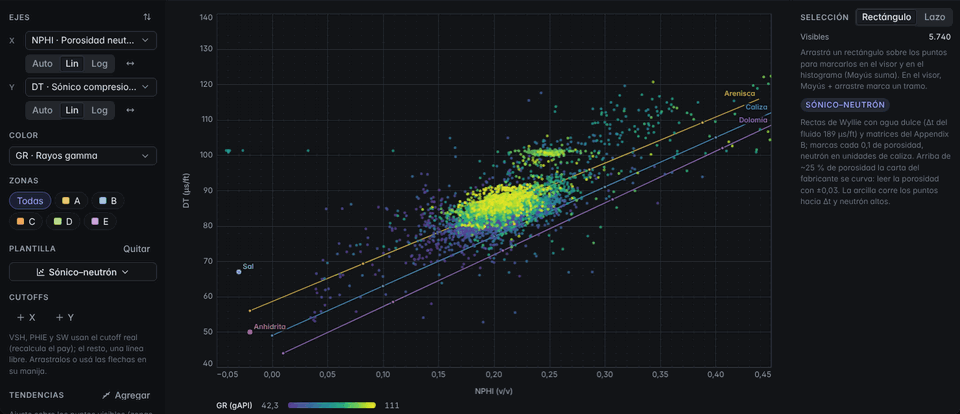 EJES
X
NPHI · Porosidad neut...
Auto Lin Log
Y
DT · Sónico compresio...
Auto Lin Log
COLOR
GR · Rayos gamma
ZONAS
Todas A B
C D E
PLANTILLA Quitar
Sónico–neutrón
CUTOFFS
+ X + Y
VSH, PHIE y SW usan el cutoff real
(recalcula el pay); el resto, una línea
libre. Arrastralos o usá las flechas en
su manija.
TENDENCIAS Agregar
140
130
120
110
100
90
80
70
60
50
40
DT (µs/ft)
Arenisca
Caliza
Dolomía
Sal
Anhidrita
−0,05 0,00 0,05 0,10 0,15 0,20 0,25 0,30 0,35 0,40 0,45
NPHI (v/v)
GR (gAPI) 42,3 111
SELECCIÓN Rectángulo Lazo
Visibles 5.740
Arrastrá un rectángulo sobre los puntos
para marcarlos en el visor y en el
histograma (Mayús suma). En el visor,
Mayús + arrastre marca un tramo.
SÓNICO–NEUTRÓN
Rectas de Wyllie con agua dulce (Δt del
fluido 189 µs/ft) y matrices del Appendix
B; marcas cada 0,1 de porosidad,
neutrón en unidades de caliza. Arriba de
~25 % de porosidad la carta del
fabricante se curva: leer la porosidad
con ±0,03. La arcilla corre los puntos
hacia Δt y neutrón altos.